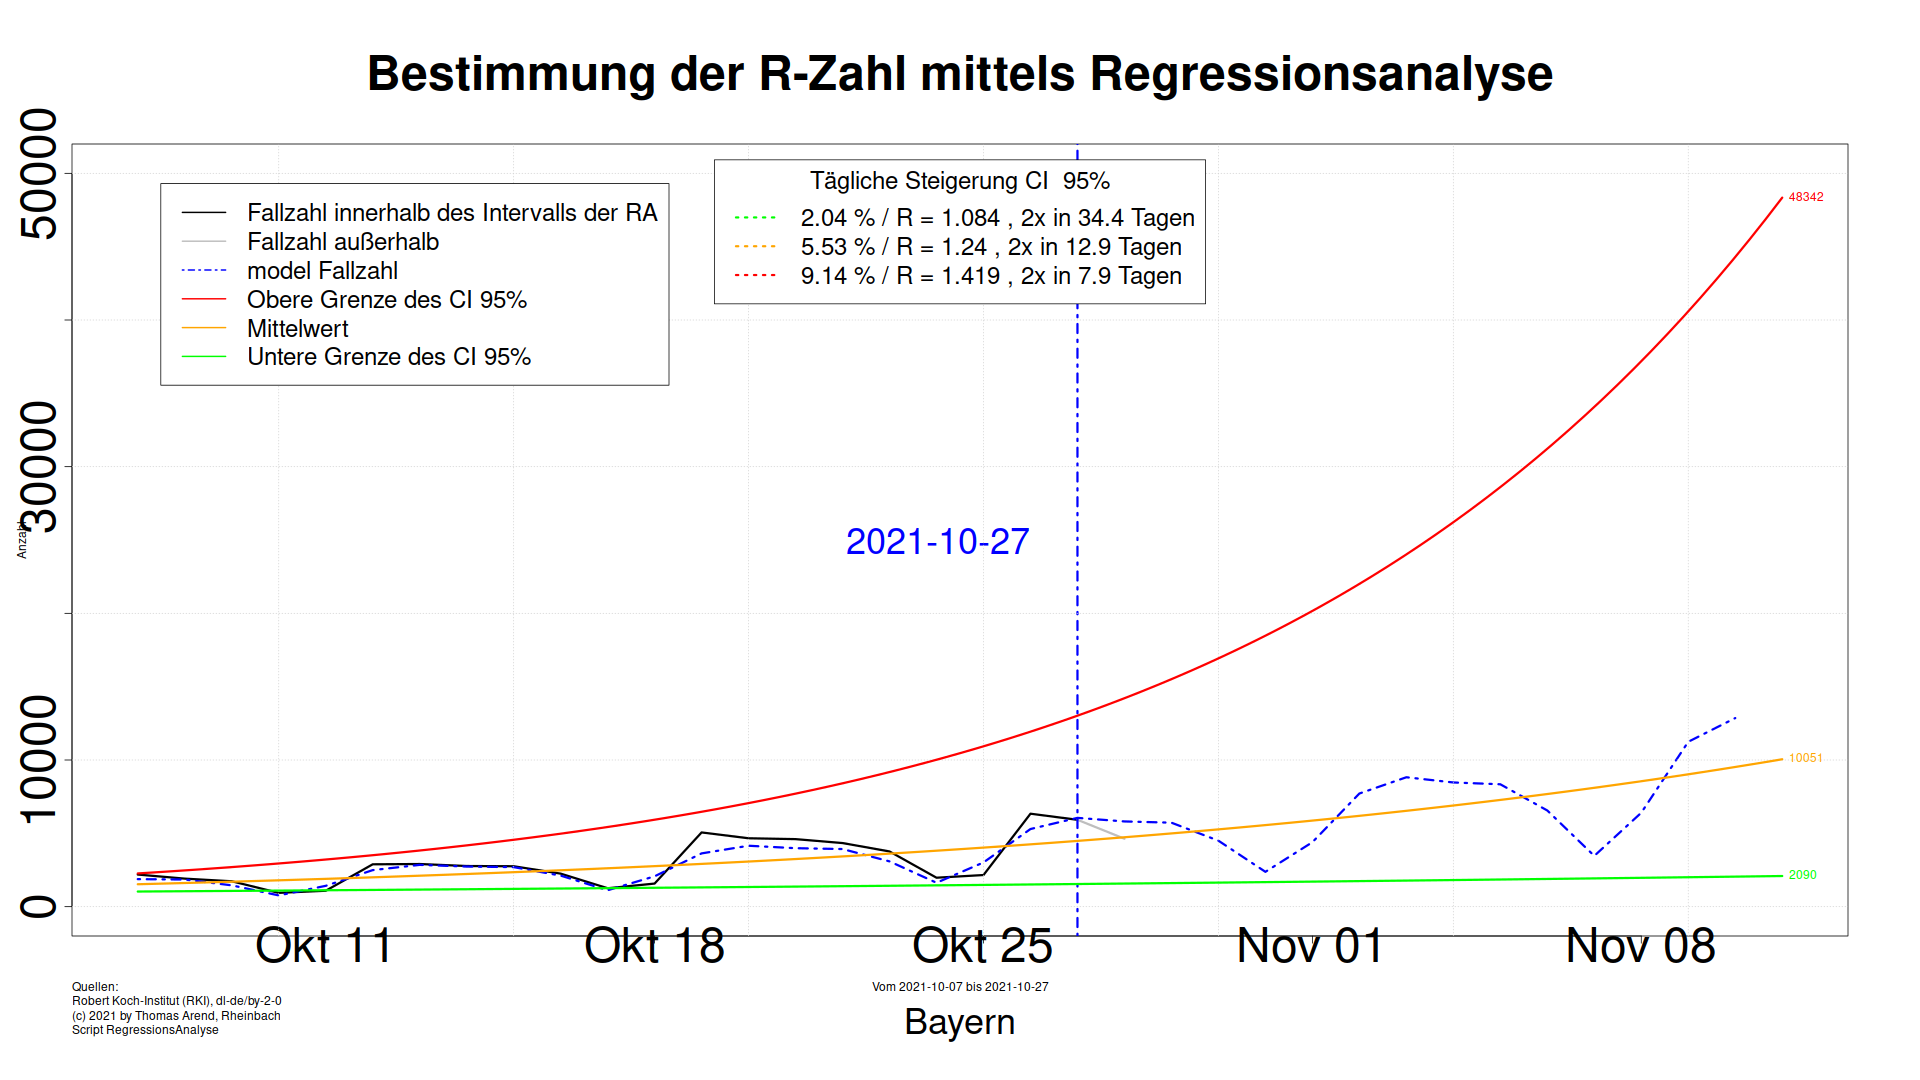 Bestimmung der R-Zahl mittels Regressionsanalyse
50000
30000
10000
0
Anzahl
Fallzahl innerhalb des Intervalls der RA
Fallzahl außerhalb
model Fallzahl
Obere Grenze des CI 95%
Mittelwert
Untere Grenze des CI 95%
Tägliche Steigerung CI 95%
2.04 % / R = 1.084 , 2x in 34.4 Tagen
5.53 % / R = 1.24 , 2x in 12.9 Tagen
9.14 % / R = 1.419 , 2x in 7.9 Tagen
48342
2021-10-27
10051
2090
Okt 11 Okt 18 Okt 25 Nov 01 Nov 08
Quellen:
Robert Koch-Institut (RKI), dl-de/by-2-0
(c) 2021 by Thomas Arend, Rheinbach
Script RegressionsAnalyse
Vom 2021-10-07 bis 2021-10-27
Bayern